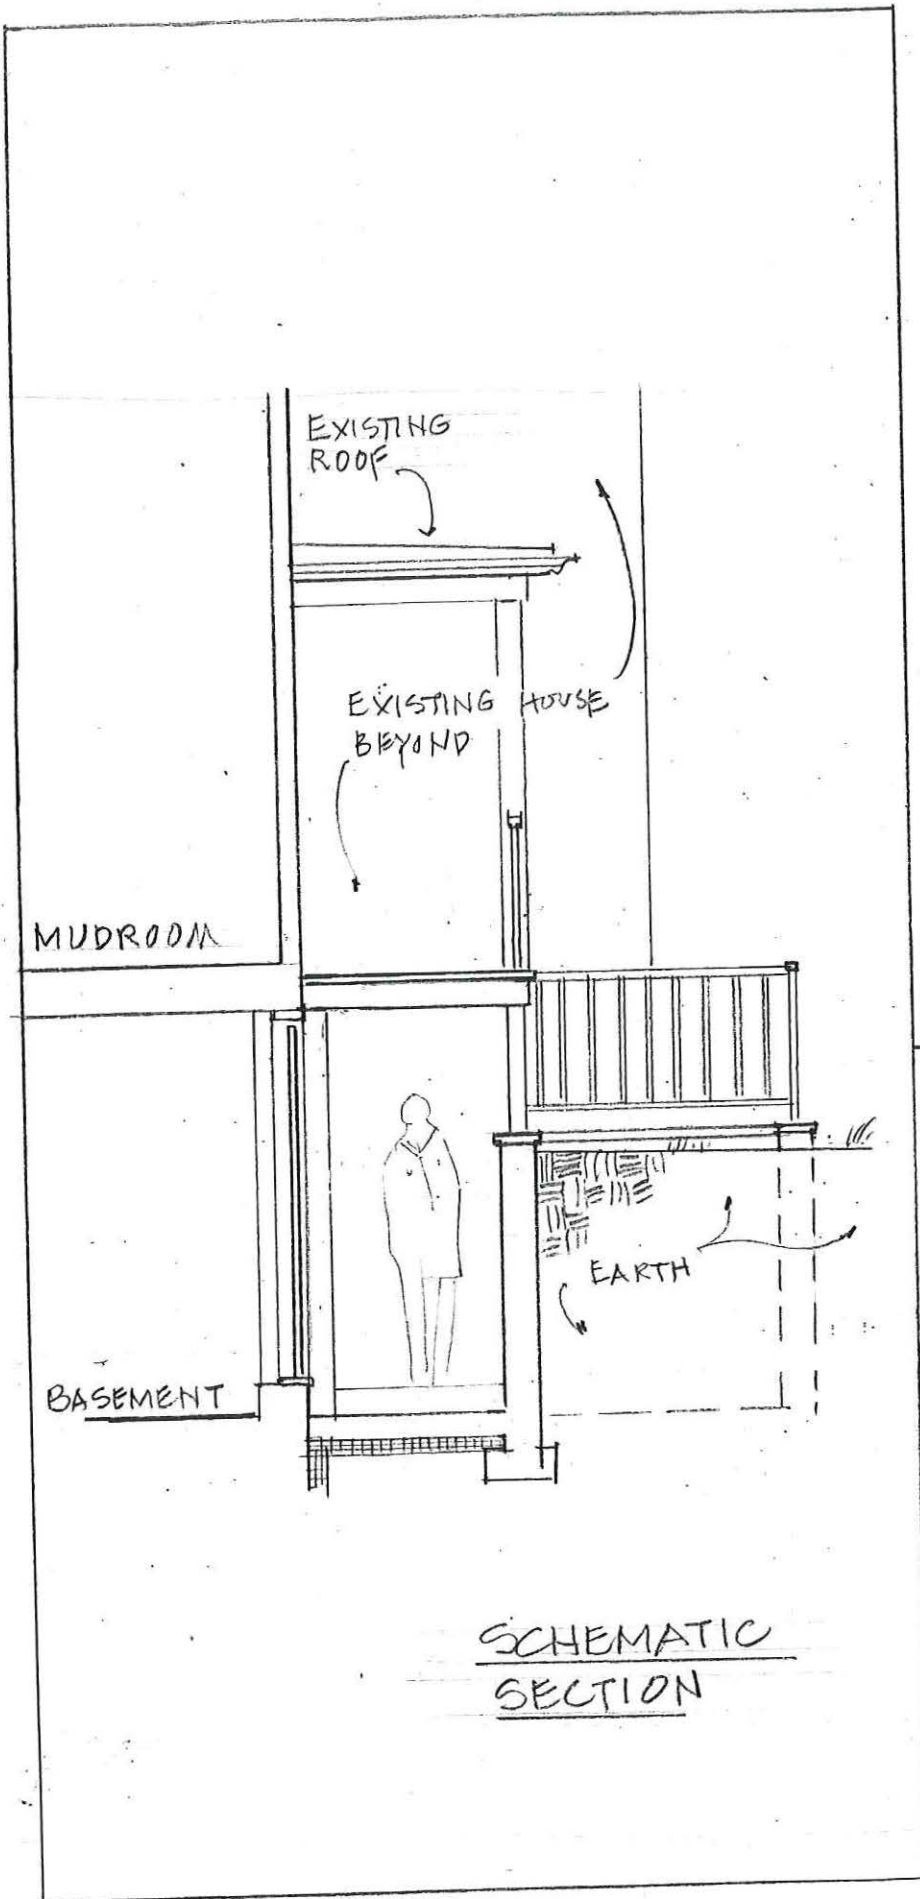 EXISTING
ROOF
EXISTING HOUSE
BEYOND
MUDROOM
EARTH
BASEMENT
SCHEMATIC
SECTION